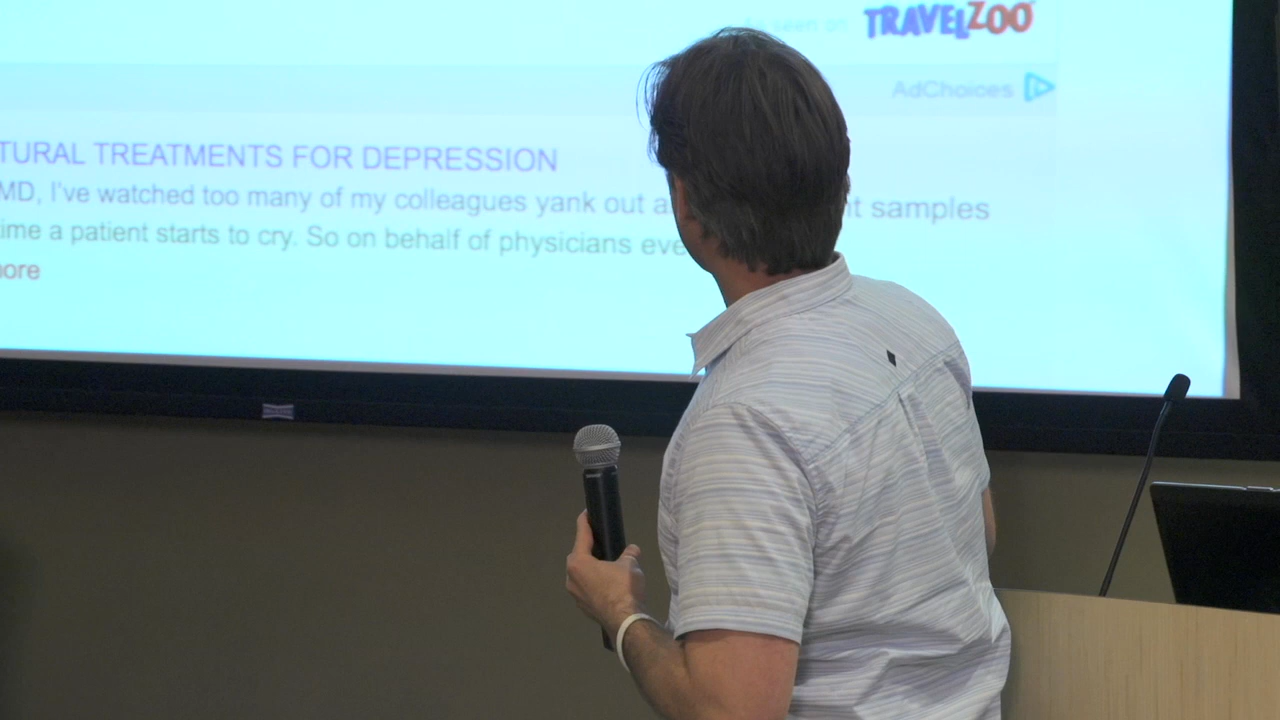 As seen on TRAVELZOO
AdChoices
TURAL TREATMENTS FOR DEPRESSION
MD, I've watched too many of my colleagues yank out a nt samples
ime a patient starts to cry. So on behalf of physicians eve
ore